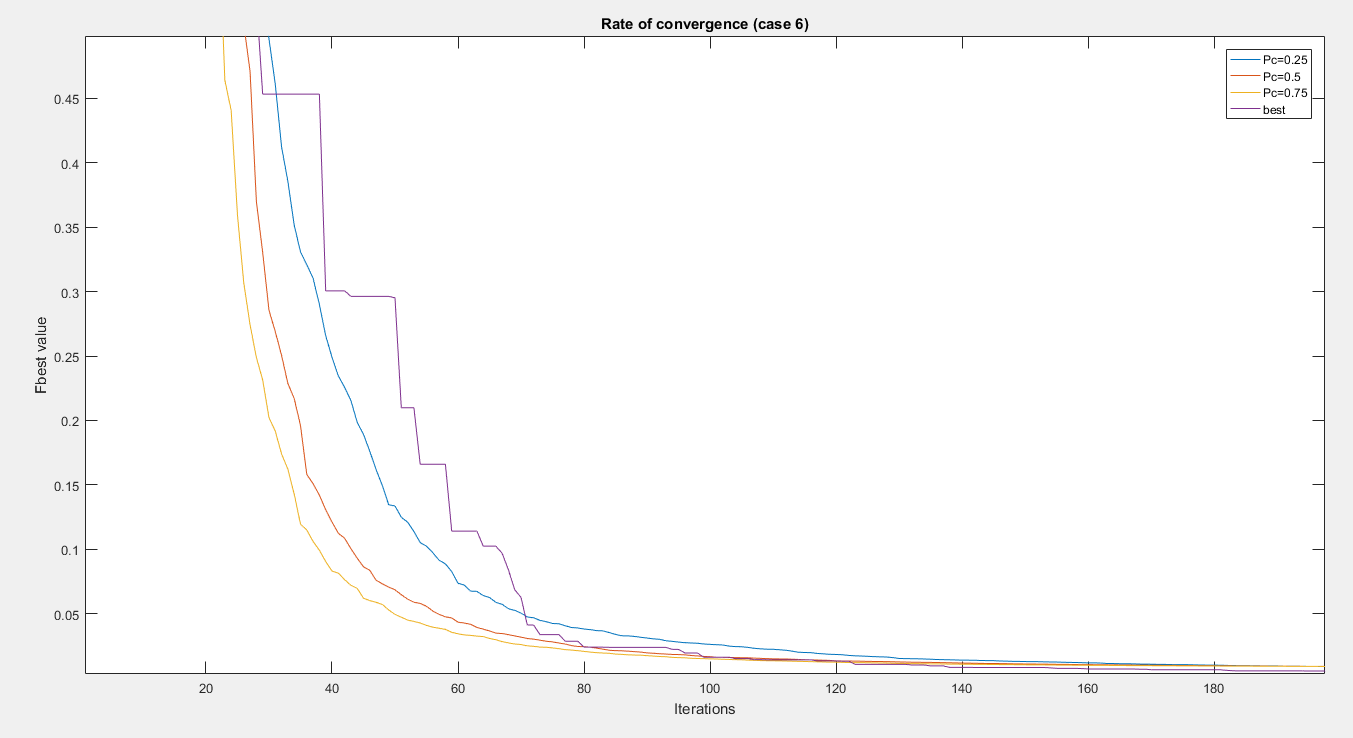 Rate of convergence (case 6)
Pc=0.25
Pc=0.5
Pc=0.75
best
0.45
0.4
0.35
0.3
0.25
0.2
0.15
0.1
0.05
Fbest value
20
40
60
80
100
120
140
160
180
Iterations